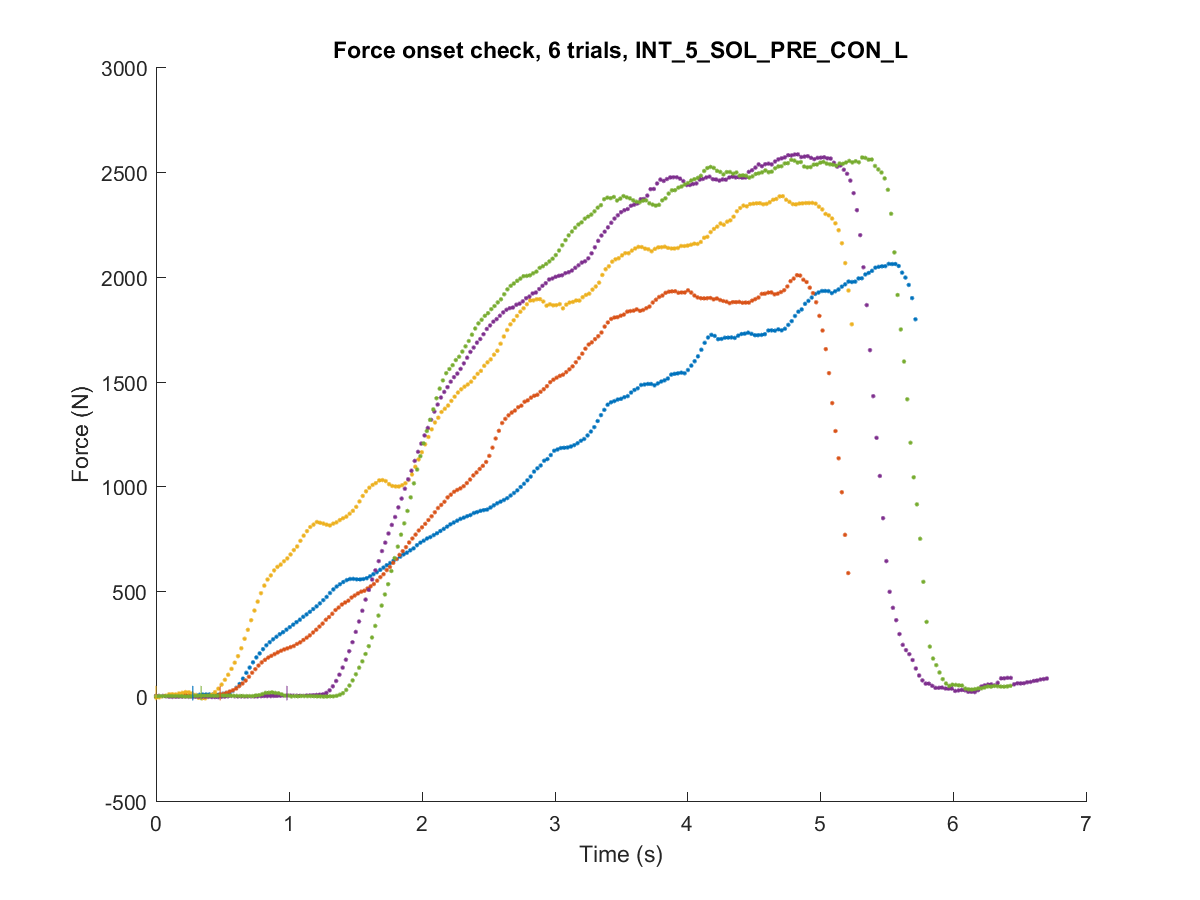 Force onset check, 6 trials, INT_5_SOL_PRE_CON_L
3000
2500
2000
1500
1000
500
0
-500
Force (N)
0 1 2 3 4 5 6 7
Time (s)